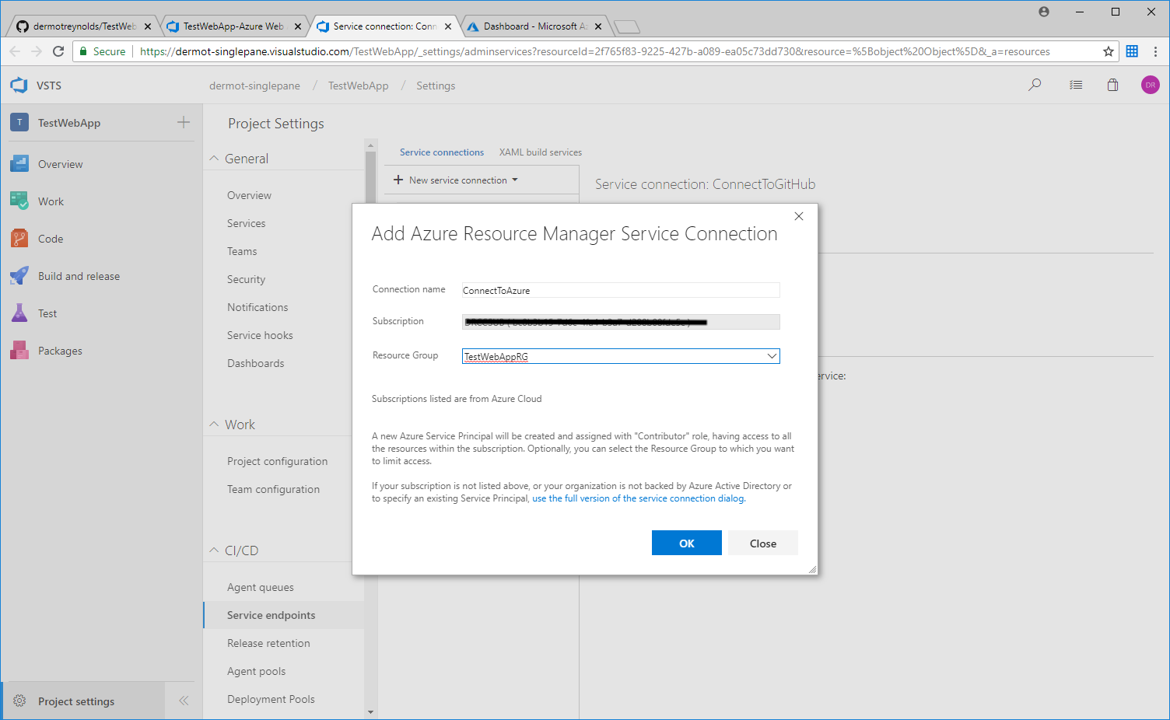 dermotreynolds/TestWeb
TestWebApp-Azure Web
Service connection: Conn
Dashboard - Microsoft A
Secure
https://dermot-singlepane.visualstudio.com/TestWebApp/_settings/adminservices?resourceId=2f765f83-9225-427b-a089-ea05c73dd730&resource=%5Bobject%20Object%5D&_a=resources
VSTS
dermot-singlepane / TestWebApp / Settings
DR
T TestWebApp
Overview
Work
Code
Build and release
Test
Packages
Project settings
Project Settings
General
Overview
Services
Teams
Security
Notifications
Service hooks
Dashboards
Work
Project configuration
Team configuration
CI/CD
Agent queues
Service endpoints
Release retention
Agent pools
Deployment Pools
Service connections XAML build services
+ New service connection
Service connection: ConnectToGitHub
ervice:
Add Azure Resource Manager Service Connection
Connection name ConnectToAzure
Subscription
Resource Group TestWebAppRG
Subscriptions listed are from Azure Cloud
A new Azure Service Principal will be created and assigned with "Contributor" role, having access to all
the resources within the subscription. Optionally, you can select the Resource Group to which you want
to limit access.
If your subscription is not listed above, or your organization is not backed by Azure Active Directory or
to specify an existing Service Principal, use the full version of the service connection dialog.
OK Close